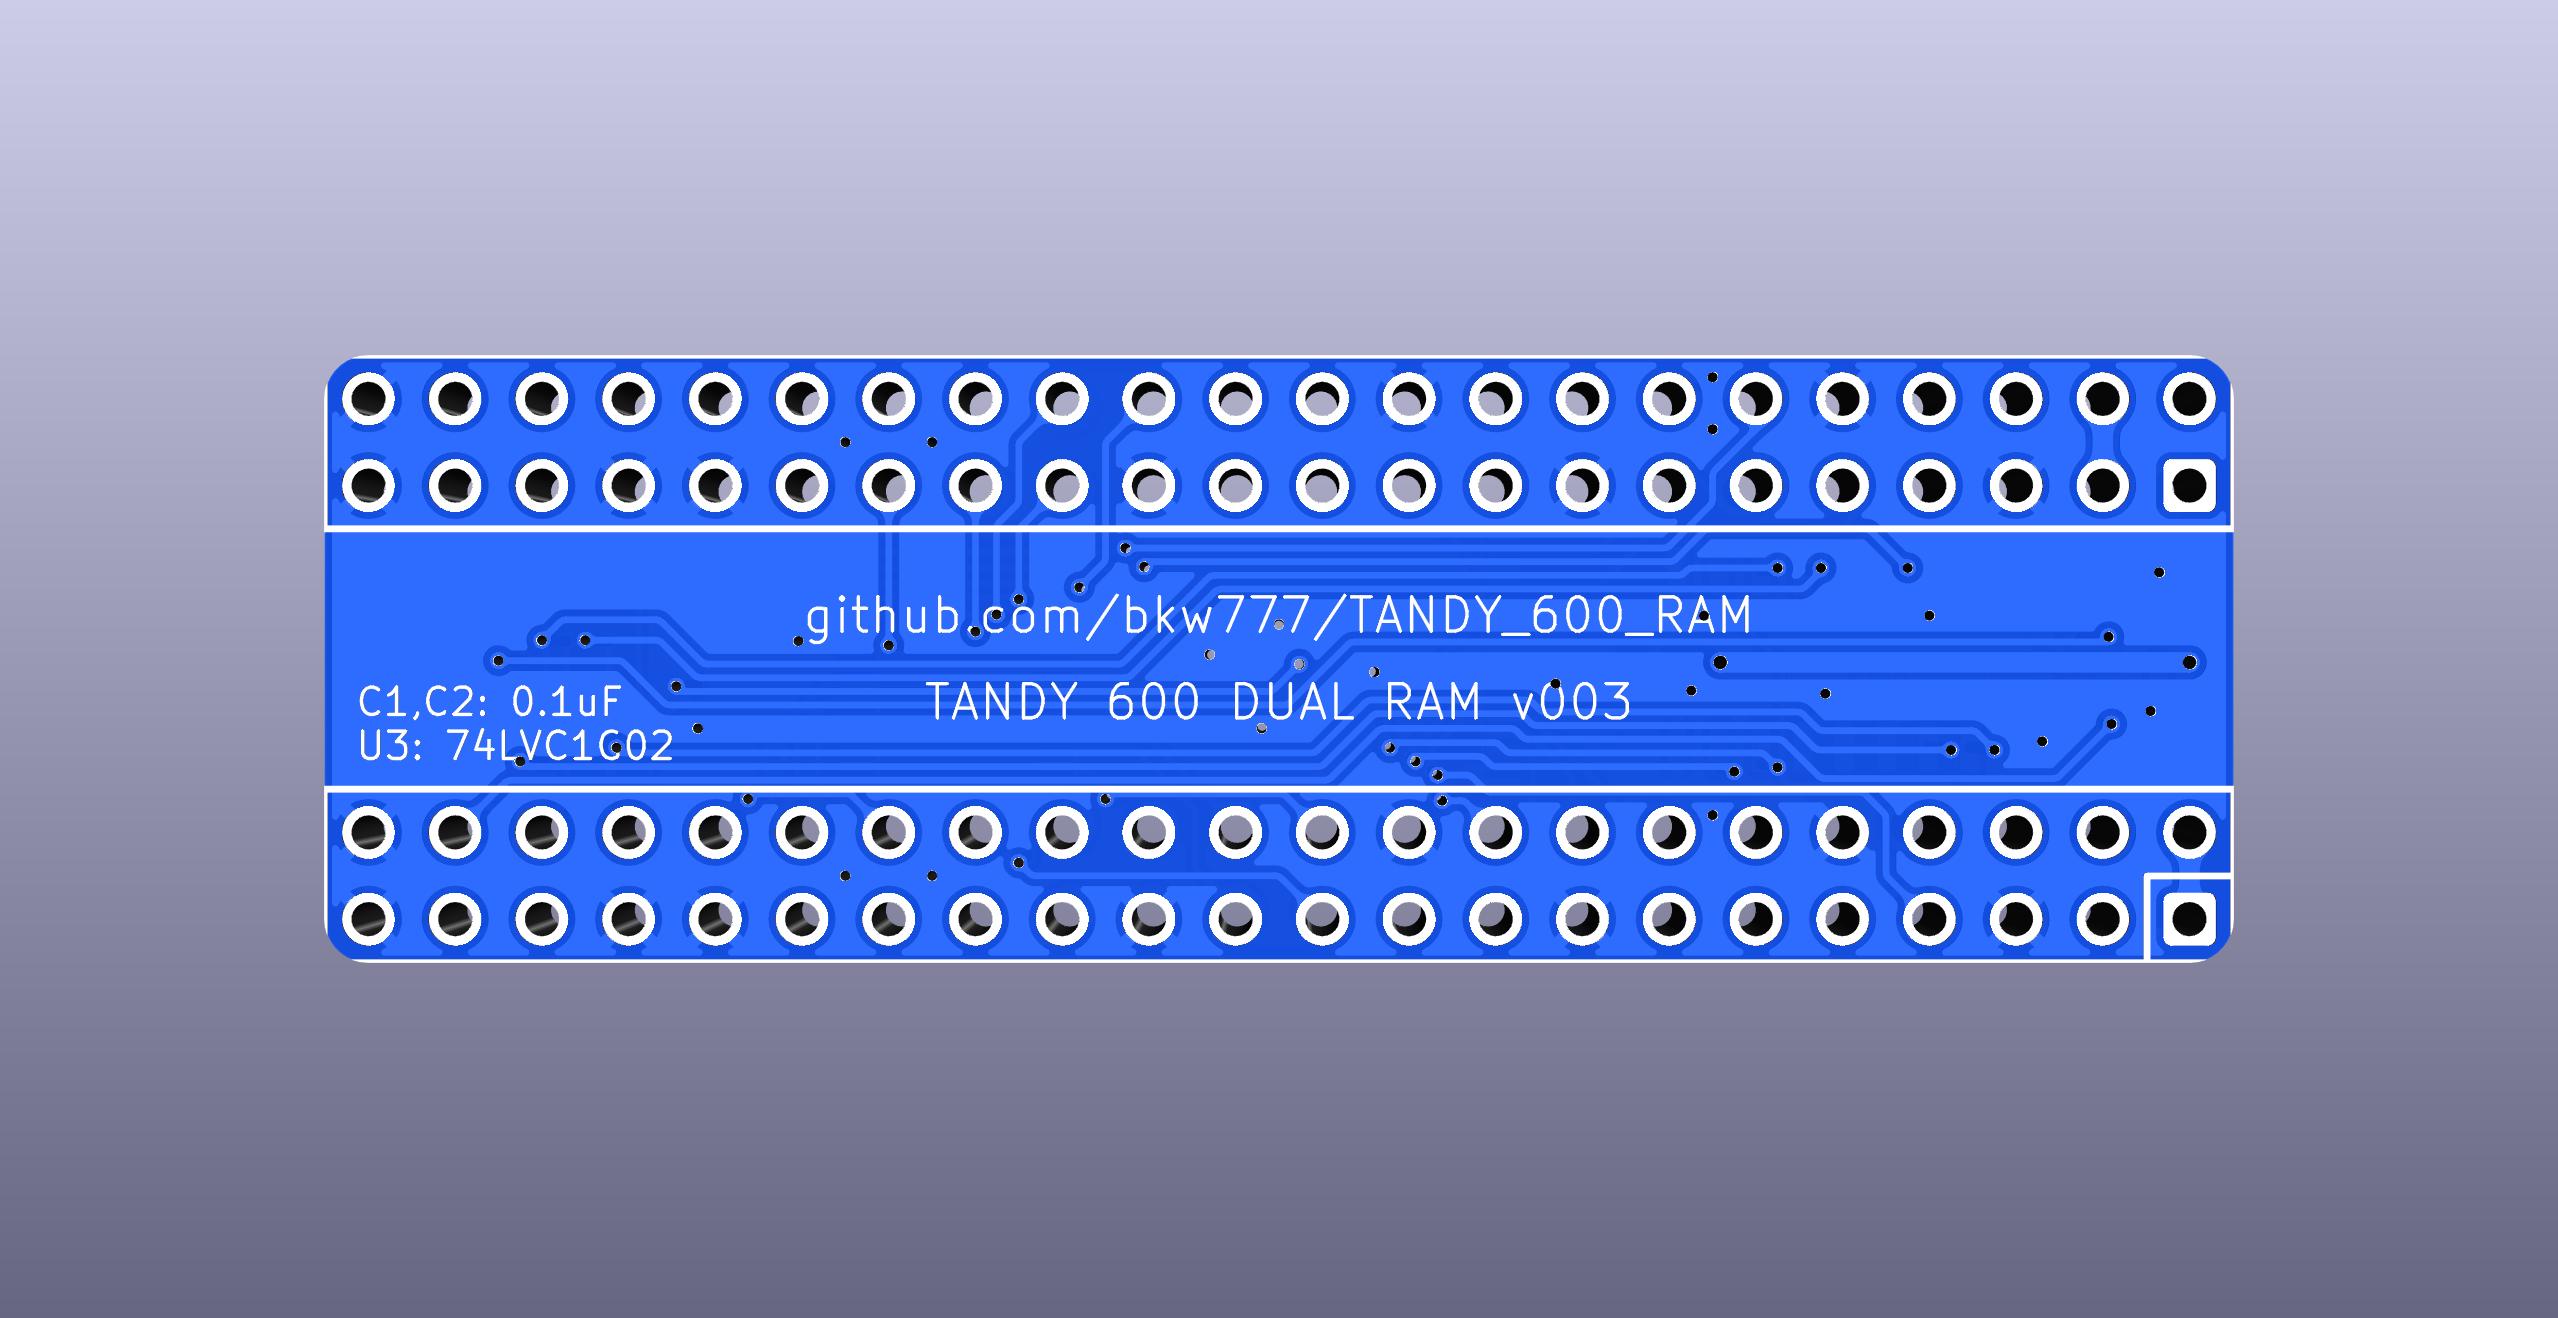 github.com/bkw777/TANDY_600_RAM
TANDY 600 DUAL RAM v003
C1,C2: 0.1uF
U3: 74LVC1G02